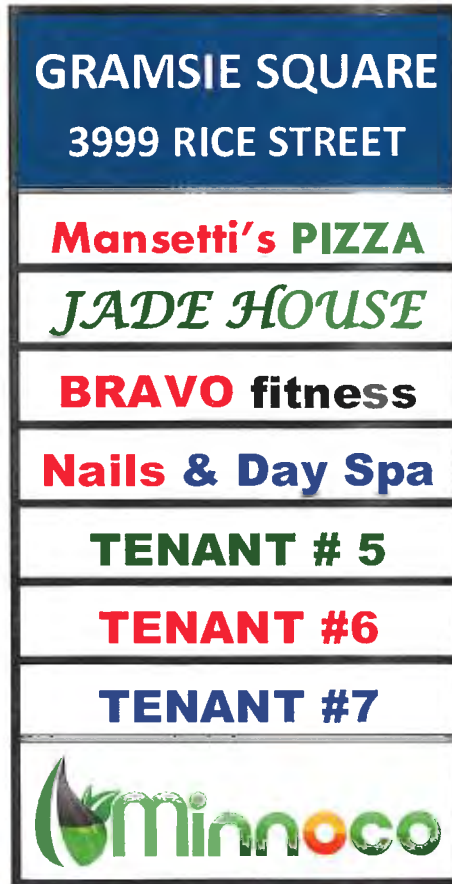 GRAMSIE SQUARE
3999 RICE STREET
Mansetti's PIZZA
JADE HOUSE
BRAVO fitness
Nails & Day Spa
TENANT # 5
TENANT #6
TENANT #7
Minnoco